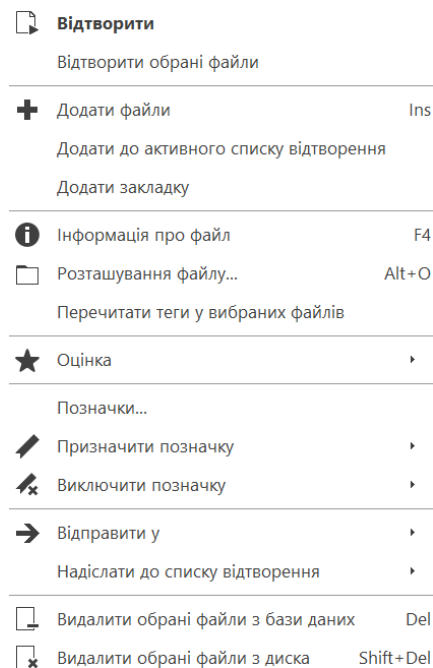 Відтворити
Відтворити обрані файли
Додати файли Ins
Додати до активного списку відтворення
Додати закладку
Інформація про файл F4
Розташування файлу... Alt+O
Перечитати теги у вибраних файлів
Оцінка
Позначки...
Призначити позначку
Виключити позначку
Відправити у
Надіслати до списку відтворення
Видалити обрані файли з бази даних Del
Видалити обрані файли з диска Shift+Del